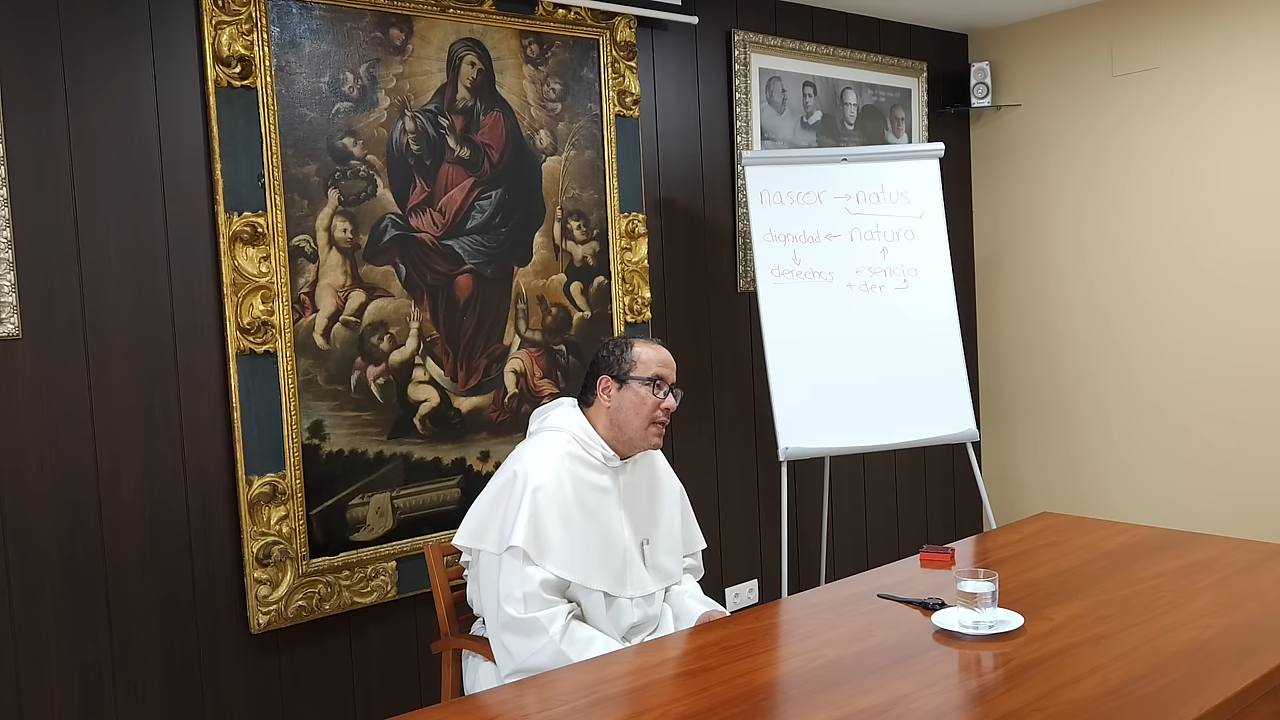 nascor → natus
dignidad ← natura
↓ ↑
derechos esencia
+ der